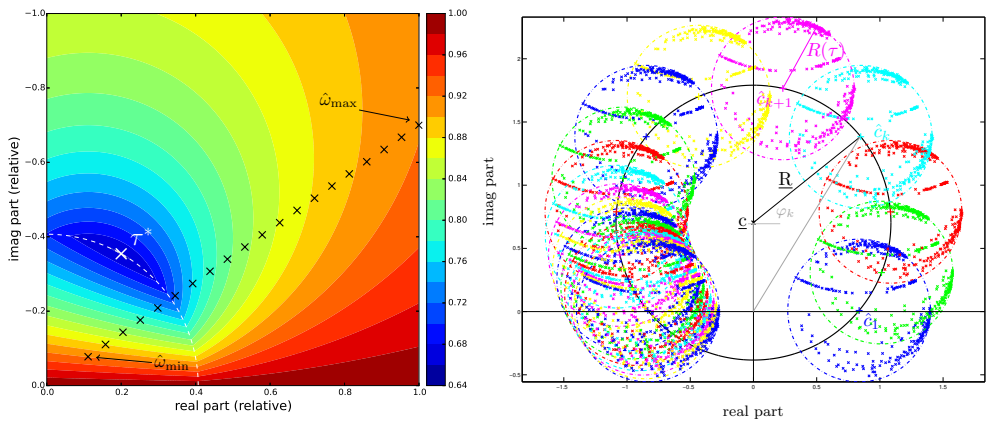 −1.0
−0.8
−0.6
−0.4
−0.2
0.0
imag part (relative)
0.0 0.2 0.4 0.6 0.8 1.0
real part (relative)
ω̂max
τ*
ω̂min
1.00
0.96
0.92
0.88
0.84
0.80
0.76
0.72
0.68
0.64
imag part
2
1.5
1
0.5
0
−0.5
−1.5 −1 −0.5 0 0.5 1 1.5
real part
R(τ)
ĉk+1
ĉk
R
c
φk
ĉ1